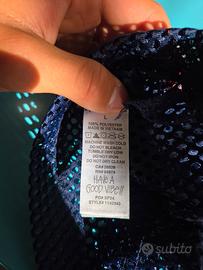 L
100% POLYESTER
MADE IN VIETNAM
MACHINE WASH COLD
DO NOT BLEACH
TUMBLE DRY LOW
DO NOT IRON
DO NOT DRY CLEAN
HAVE A
GOOD VIBE!!
subito